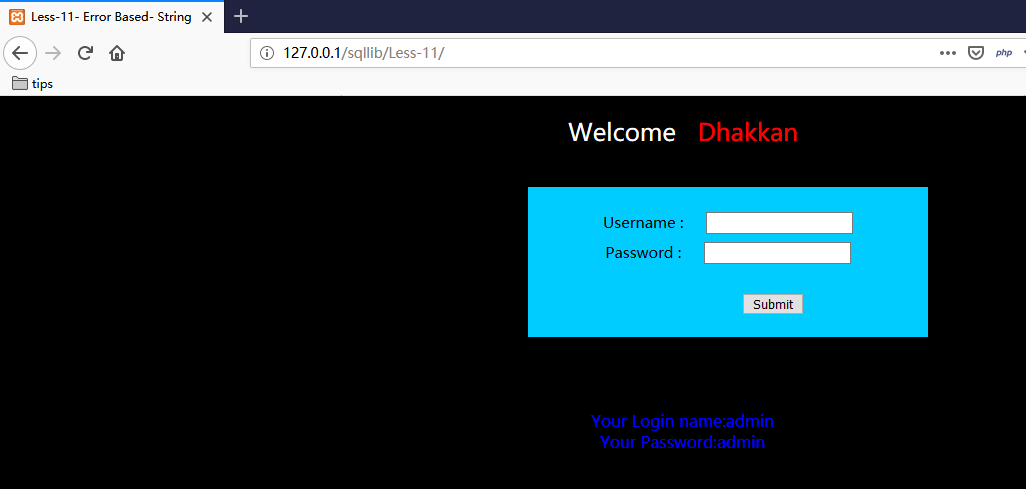 Less-11- Error Based- String
127.0.0.1/sqllib/Less-11/
php
tips
Welcome Dhakkan
Username :
Password :
Submit
Your Login name:admin
Your Password:admin